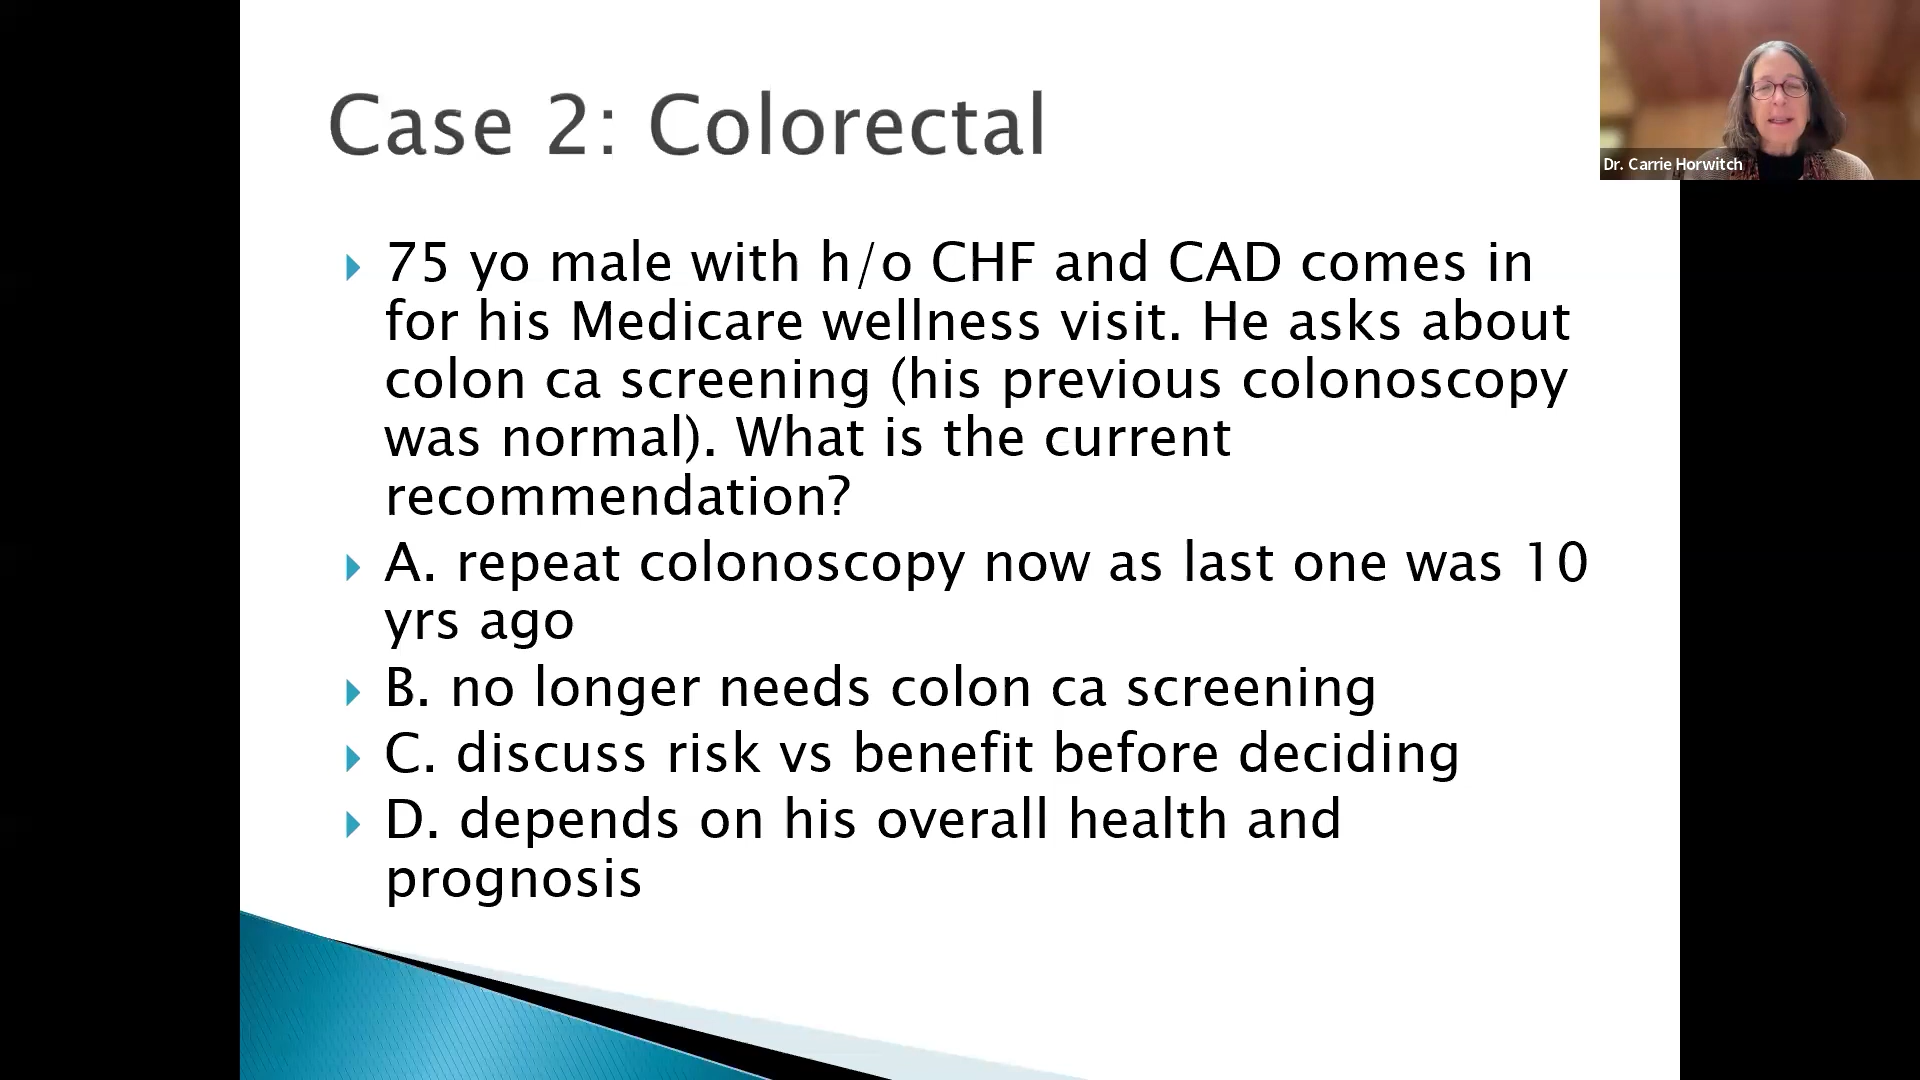 Case 2: Colorectal
Dr. Carrie Horwitch
75 yo male with h/o CHF and CAD comes in
for his Medicare wellness visit. He asks about
colon ca screening (his previous colonoscopy
was normal). What is the current
recommendation?
A. repeat colonoscopy now as last one was 10
yrs ago
B. no longer needs colon ca screening
C. discuss risk vs benefit before deciding
D. depends on his overall health and
prognosis